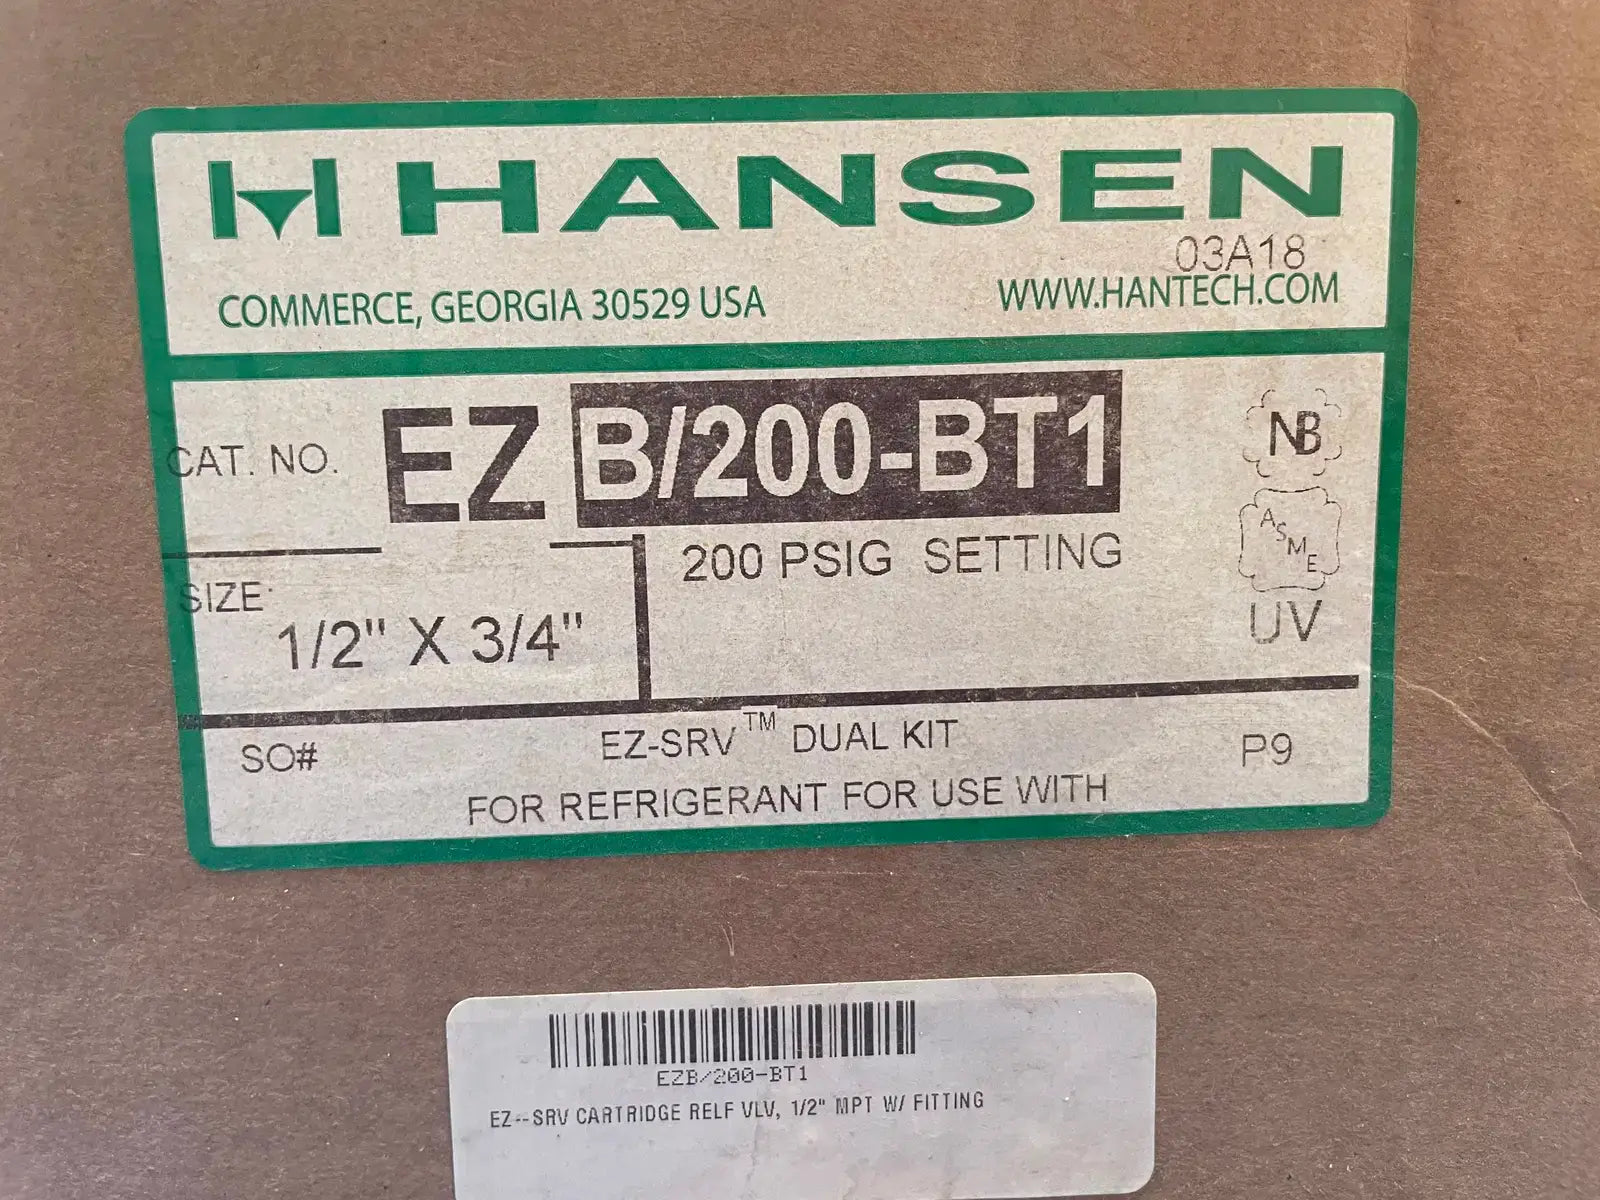 HANSEN
03A18
COMMERCE, GEORGIA 30529 USA
WWW.HANTECH.COM
CAT. NO.
EZB/200-BT1
NB
200 PSIG SETTING
ASME
SIZE:
1/2" X 3/4"
UV
SO#
EZ-SRV™ DUAL KIT
P9
FOR REFRIGERANT FOR USE WITH
EZB/200-BT1
EZ--SRV CARTRIDGE RELF VLV, 1/2" MPT W/ FITTING